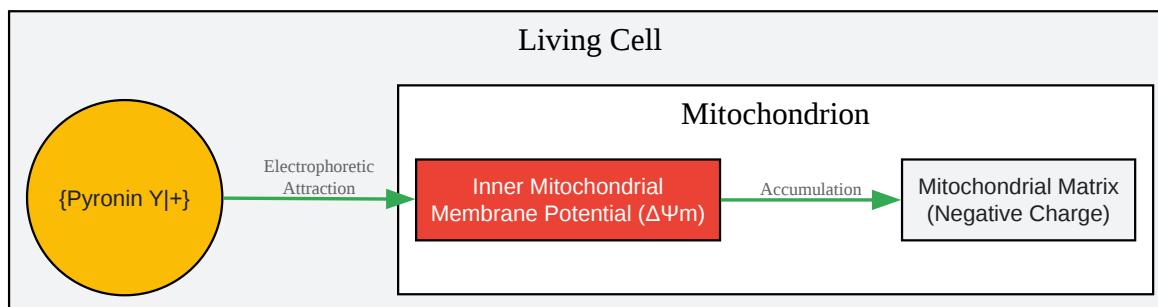 Living Cell
Mitochondrion
{Pyronin Y|+}
Electrophoretic
Attraction
Inner Mitochondrial
Membrane Potential (ΔΨm)
Accumulation
Mitochondrial Matrix
(Negative Charge)